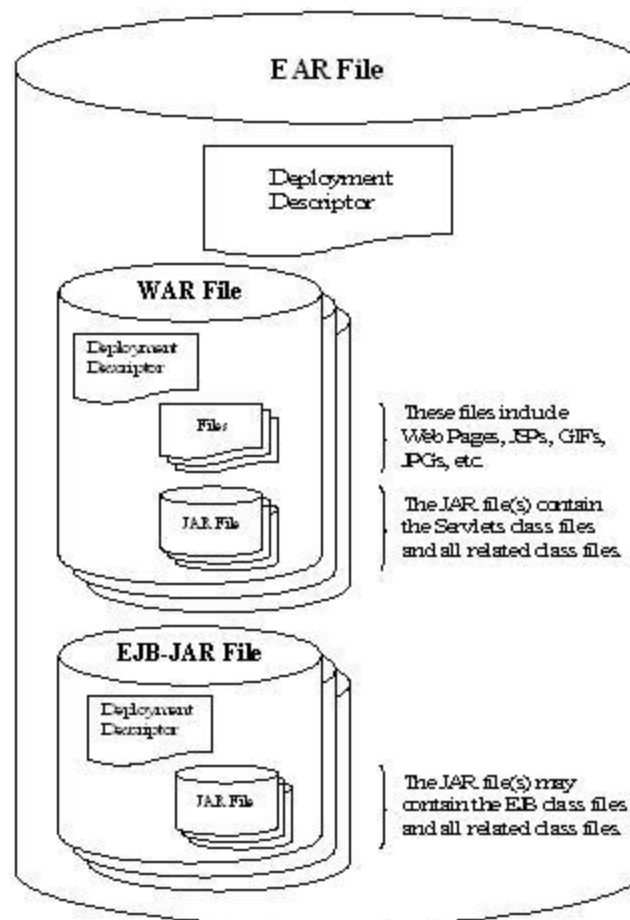 EAR File
Deployment
Descriptor
WAR File
Deployment
Descriptor
Files
These files include
Web Pages, JSPs, GIFs,
JPGs, etc.
JAR File
The JAR file(s) contain
the Servlets class files
and all related class files.
EJB-JAR File
Deployment
Descriptor
JAR File
The JAR file(s) may
contain the EJB class files
and all related class files.